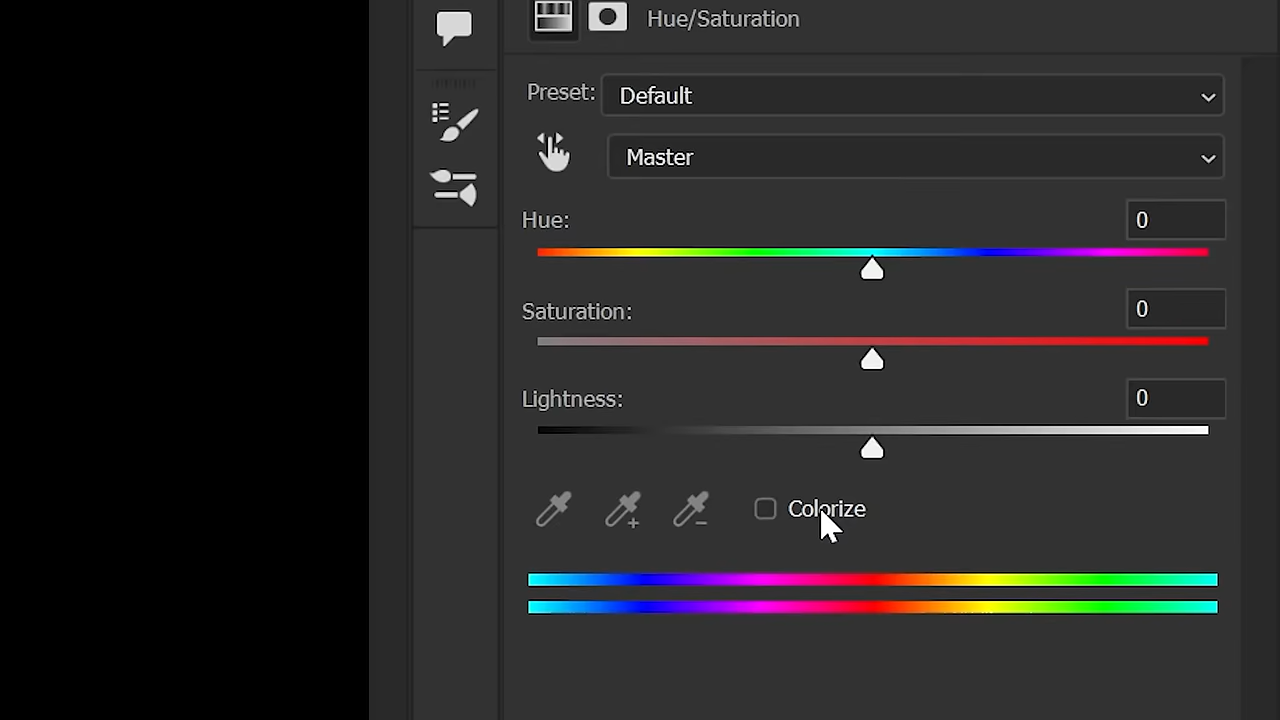 Hue/Saturation
Preset: Default
Master
Hue: 0
Saturation: 0
Lightness: 0
Colorize